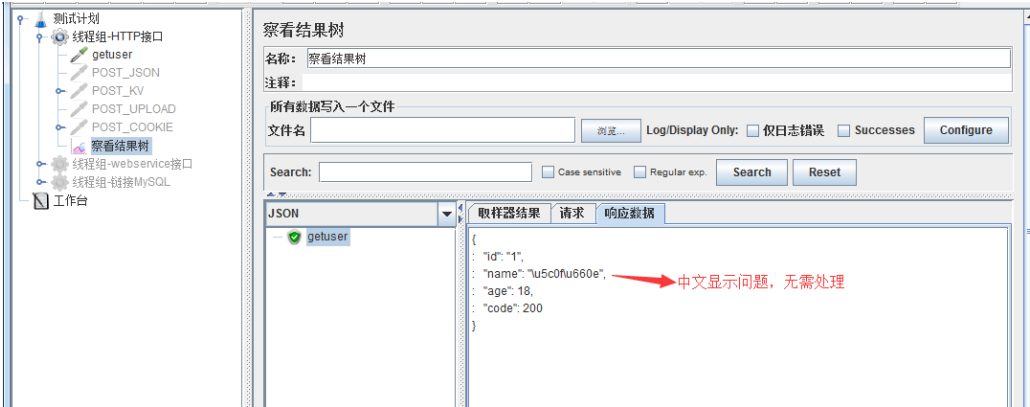 测试计划
线程组-HTTP接口
getuser
POST_JSON
POST_KV
POST_UPLOAD
POST_COOKIE
察看结果树
线程组-webservice接口
线程组-链接MySQL
工作台
察看结果树
名称： 察看结果树
注释：
所有数据写入一个文件
文件名 浏览... Log/Display Only: 仅日志错误 Successes Configure
Search: Case sensitive Regular exp. Search Reset
JSON
getuser
取样器结果 请求 响应数据
{
: "id": "1",
: "name": "\u5c0f\u660e", 中文显示问题，无需处理
: "age": 18,
: "code": 200
}